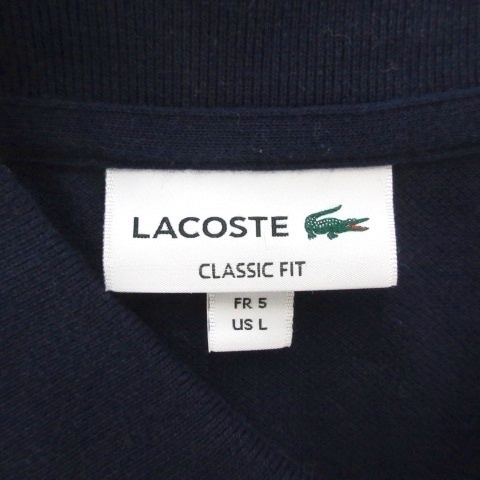 LACOSTE
CLASSIC FIT
FR 5
US L